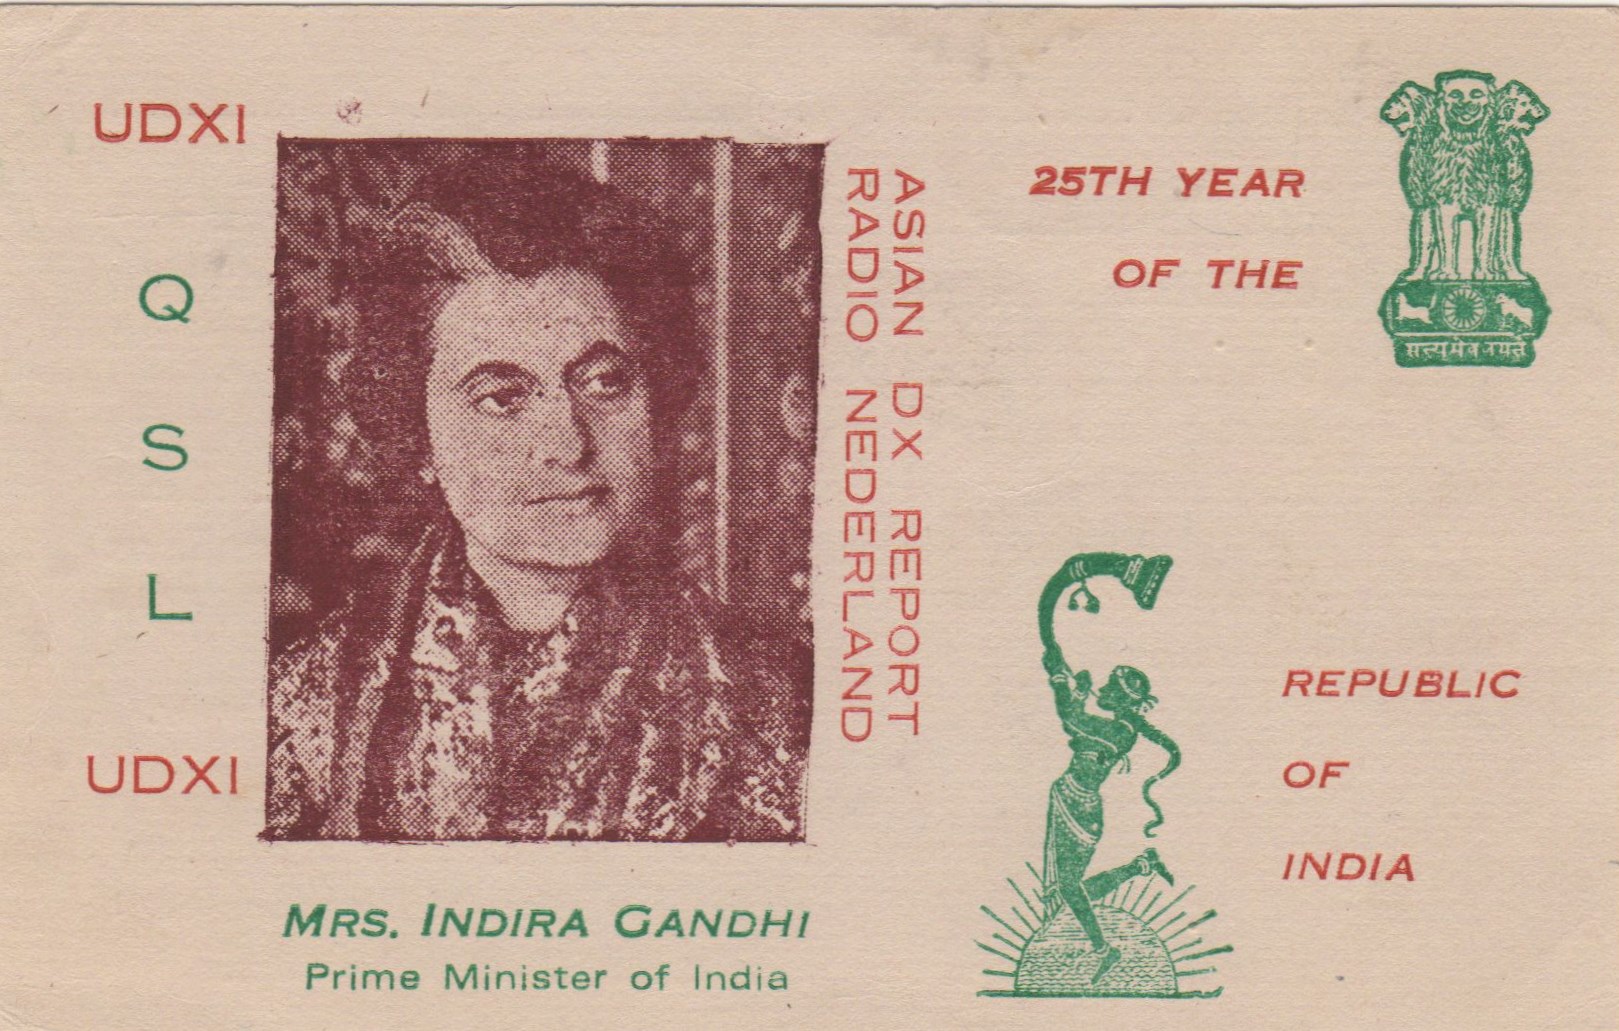 UDXI
Q
S
L
UDXI
ASIAN DX REPORT
RADIO NEDERLAND
MRS. INDIRA GANDHI
Prime Minister of India
25TH YEAR
OF THE
सत्यमेव जयते
REPUBLIC
OF
INDIA